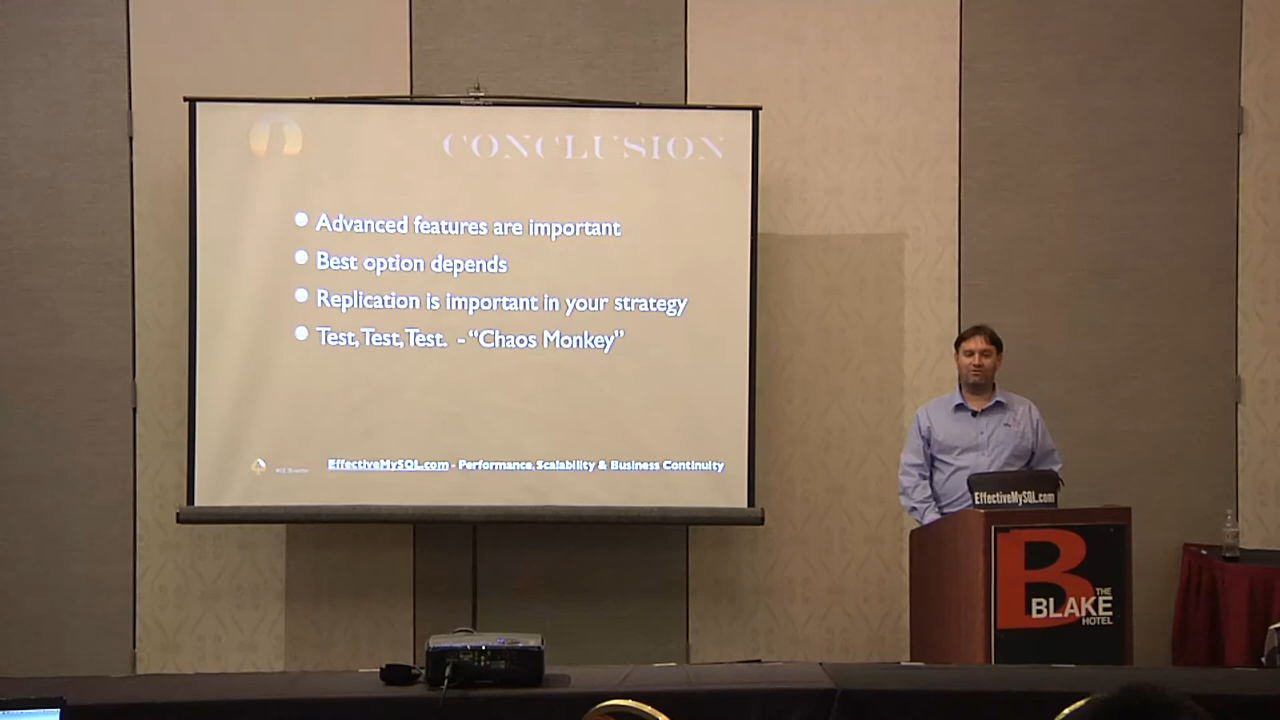 CONCLUSION
Advanced features are important
Best option depends
Replication is important in your strategy
Test, Test, Test. - “Chaos Monkey”
EffectiveMySQL.com - Performance, Scalability & Business Continuity
EffectiveMySQL.com
B
THE
BLAKE
HOTEL